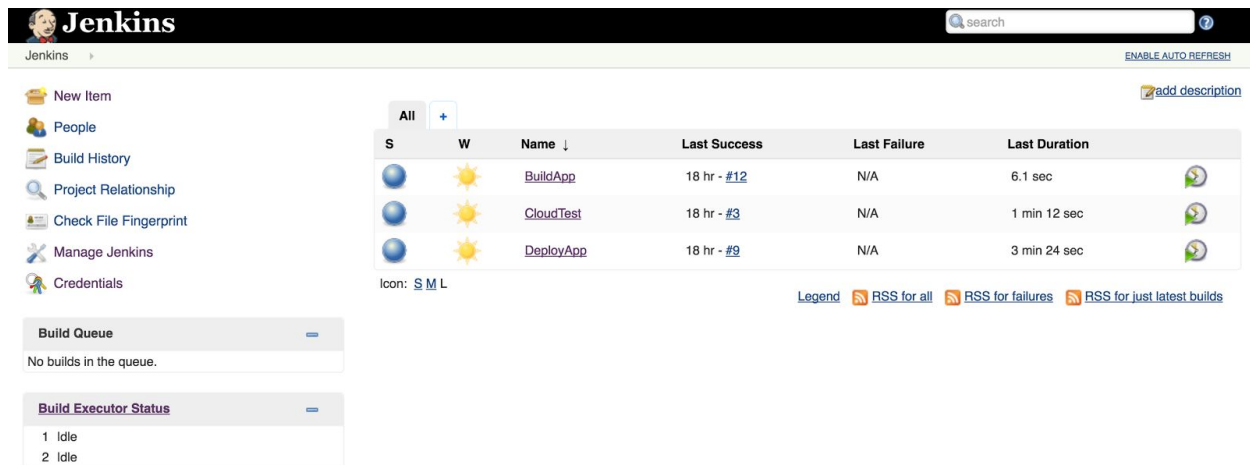 Jenkins
search
Jenkins
ENABLE AUTO REFRESH
New Item
People
Build History
Project Relationship
Check File Fingerprint
Manage Jenkins
Credentials
add description
All +
S W Name ↓ Last Success Last Failure Last Duration
BuildApp 18 hr - #12 N/A 6.1 sec
CloudTest 18 hr - #3 N/A 1 min 12 sec
DeployApp 18 hr - #9 N/A 3 min 24 sec
Icon: S M L
Legend RSS for all RSS for failures RSS for just latest builds
Build Queue
No builds in the queue.
Build Executor Status
1 Idle
2 Idle